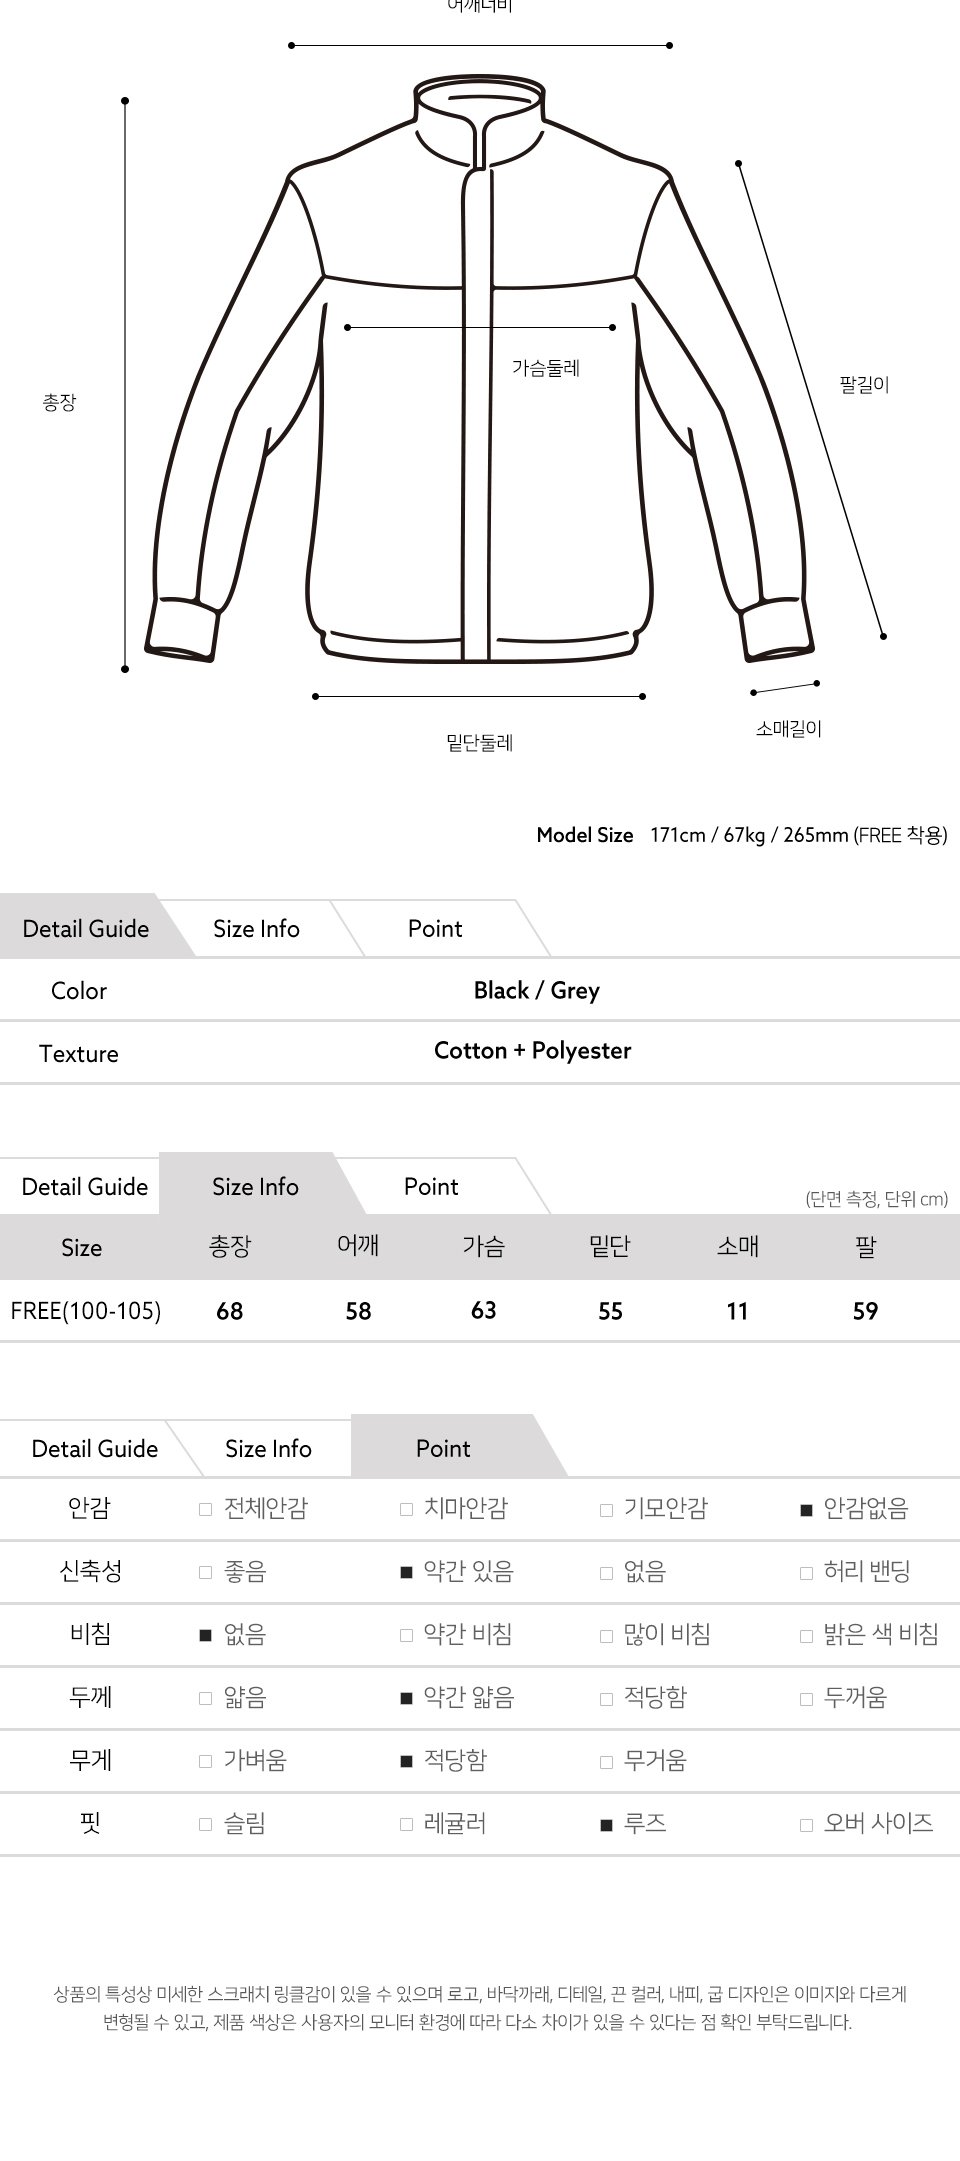 어깨너비
가슴둘레
팔길이
총장
소매길이
밑단둘레
Model Size 171cm / 67kg / 265mm (FREE 착용)
Detail Guide Size Info Point
Color Black / Grey
Texture Cotton + Polyester
Detail Guide Size Info Point
(단면 측정, 단위 cm)
Size 총장 어깨 가슴 밑단 소매 팔
FREE(100-105) 68 58 63 55 11 59
Detail Guide Size Info Point
안감 □ 전체안감 □ 치마안감 □ 기모안감 ■ 안감없음
신축성 □ 좋음 ■ 약간 있음 □ 없음 □ 허리 밴딩
비침 ■ 없음 □ 약간 비침 □ 많이 비침 □ 밝은 색 비침
두께 □ 얇음 ■ 약간 얇음 □ 적당함 □ 두꺼움
무게 □ 가벼움 ■ 적당함 □ 무거움
핏 □ 슬림 □ 레귤러 ■ 루즈 □ 오버 사이즈
상품의 특성상 미세한 스크래치 링클감이 있을 수 있으며 로고, 바닥까래, 디테일, 끈 컬러, 내피, 굽 디자인은 이미지와 다르게
변형될 수 있고, 제품 색상은 사용자의 모니터 환경에 따라 다소 차이가 있을 수 있다는 점 확인 부탁드립니다.